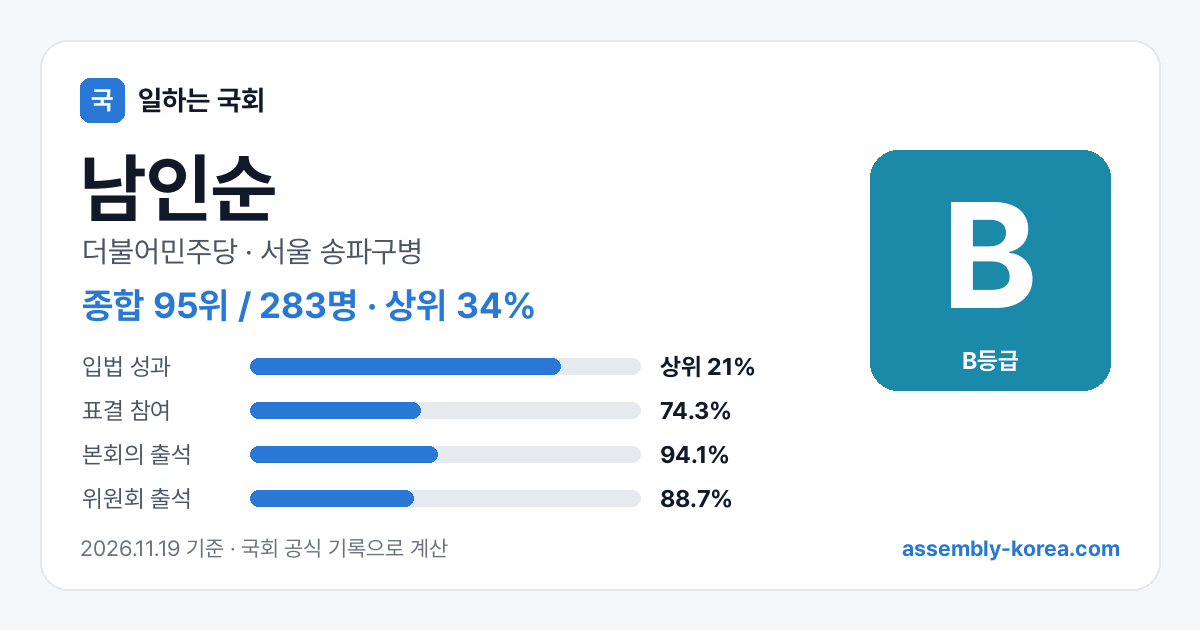 국 일하는 국회
남인순
더불어민주당 · 서울 송파구병
종합 95위 / 283명 · 상위 34%
B
B등급
입법 성과 상위 21%
표결 참여 74.3%
본회의 출석 94.1%
위원회 출석 88.7%
2026.11.19 기준 · 국회 공식 기록으로 계산
assembly-korea.com